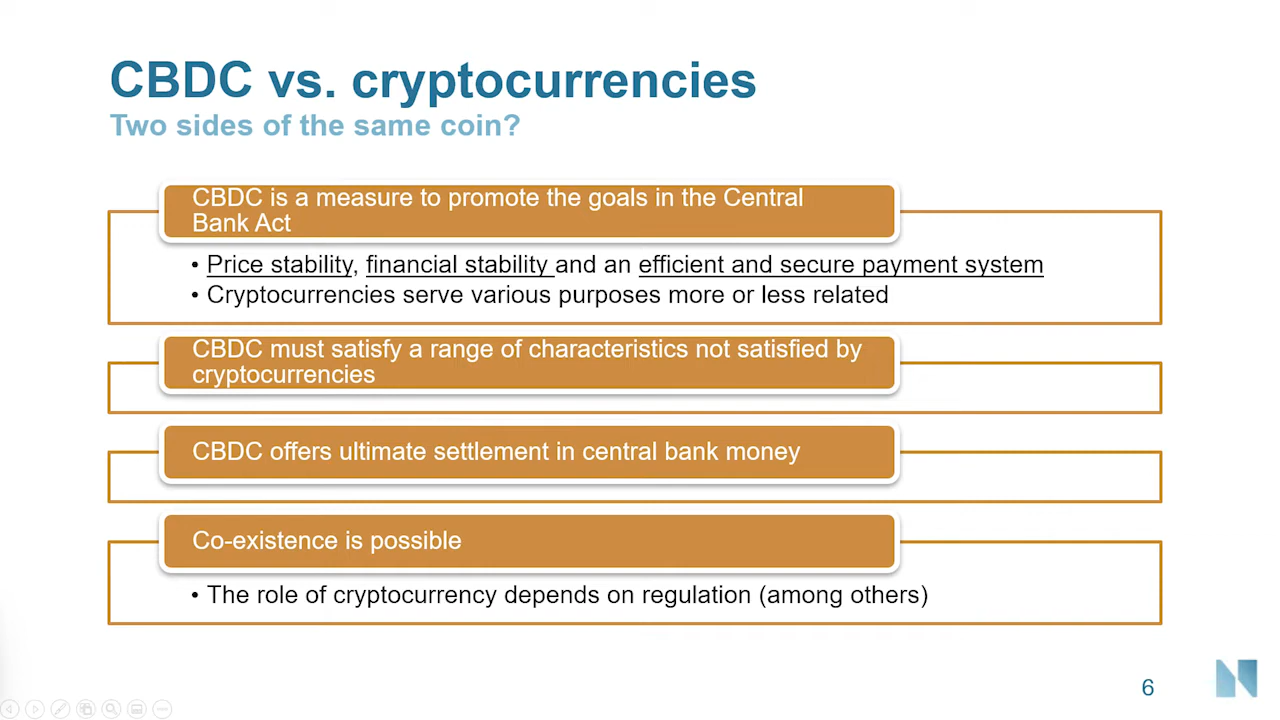 CBDC vs. cryptocurrencies
Two sides of the same coin?
CBDC is a measure to promote the goals in the Central
Bank Act
• Price stability, financial stability and an efficient and secure payment system
• Cryptocurrencies serve various purposes more or less related
CBDC must satisfy a range of characteristics not satisfied by
cryptocurrencies
CBDC offers ultimate settlement in central bank money
Co-existence is possible
• The role of cryptocurrency depends on regulation (among others)
6